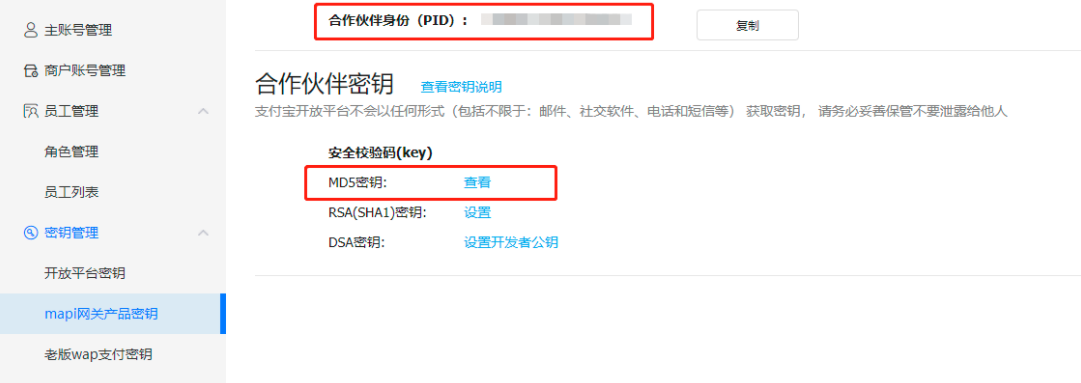 主账号管理
商户账号管理
员工管理
角色管理
员工列表
密钥管理
开放平台密钥
mapi网关产品密钥
老版wap支付密钥
合作伙伴身份（PID）：
复制
合作伙伴密钥 查看密钥说明
支付宝开放平台不会以任何形式（包括不限于：邮件、社交软件、电话和短信等） 获取密钥， 请务必妥善保管不要泄露给他人
安全校验码(key)
MD5密钥: 查看
RSA(SHA1)密钥: 设置
DSA密钥: 设置开发者公钥